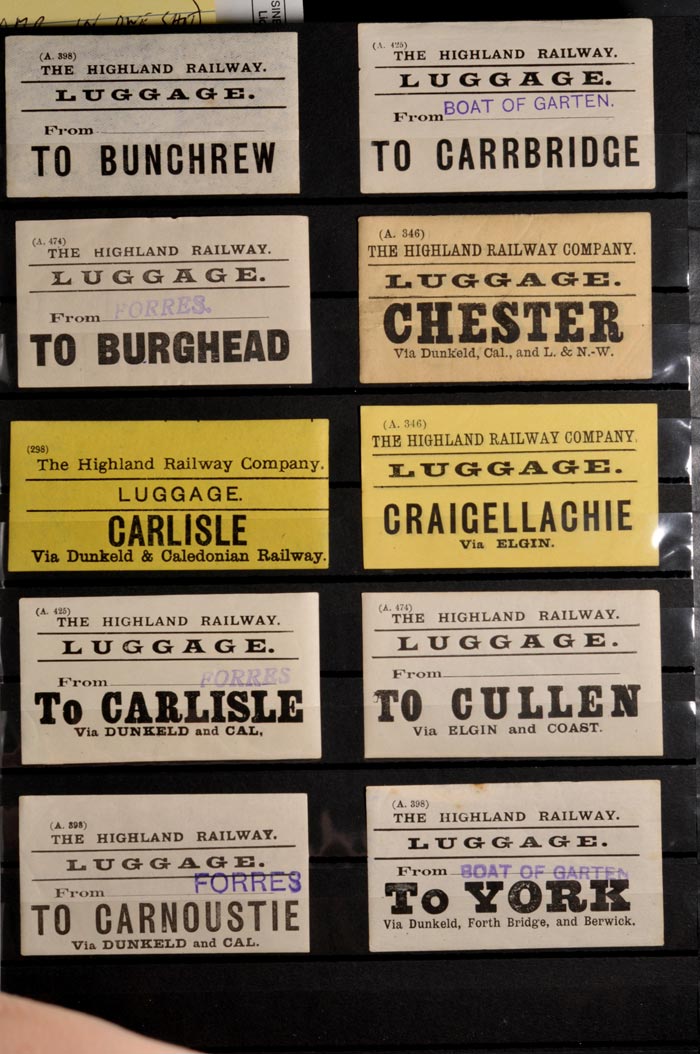 IN ONE SHOT
(A. 398)
THE HIGHLAND RAILWAY.
LUGGAGE.
From
TO BUNCHREW
(A. 425)
THE HIGHLAND RAILWAY.
LUGGAGE.
From BOAT OF GARTEN.
TO CARRBRIDGE
(A. 474)
THE HIGHLAND RAILWAY.
LUGGAGE.
From FORRES.
TO BURGHEAD
(A. 346)
THE HIGHLAND RAILWAY COMPANY.
LUGGAGE.
CHESTER
Via Dunkeld, Cal., and L. & N.-W.
(298)
The Highland Railway Company.
LUGGAGE.
CARLISLE
Via Dunkeld & Caledonian Railway.
(A. 346)
THE HIGHLAND RAILWAY COMPANY.
LUGGAGE.
CRAIGELLACHIE
Via ELGIN.
(A. 425)
THE HIGHLAND RAILWAY.
LUGGAGE.
From FORRES
To CARLISLE
Via DUNKELD and CAL,
(A. 474)
THE HIGHLAND RAILWAY.
LUGGAGE.
From
TO CULLEN
Via ELGIN and COAST.
(A. 398)
THE HIGHLAND RAILWAY.
LUGGAGE.
From FORRES
TO CARNOUSTIE
Via DUNKELD and CAL.
(A. 398)
THE HIGHLAND RAILWAY.
LUGGAGE.
From BOAT OF GARTEN
To YORK
Via Dunkeld, Forth Bridge, and Berwick.